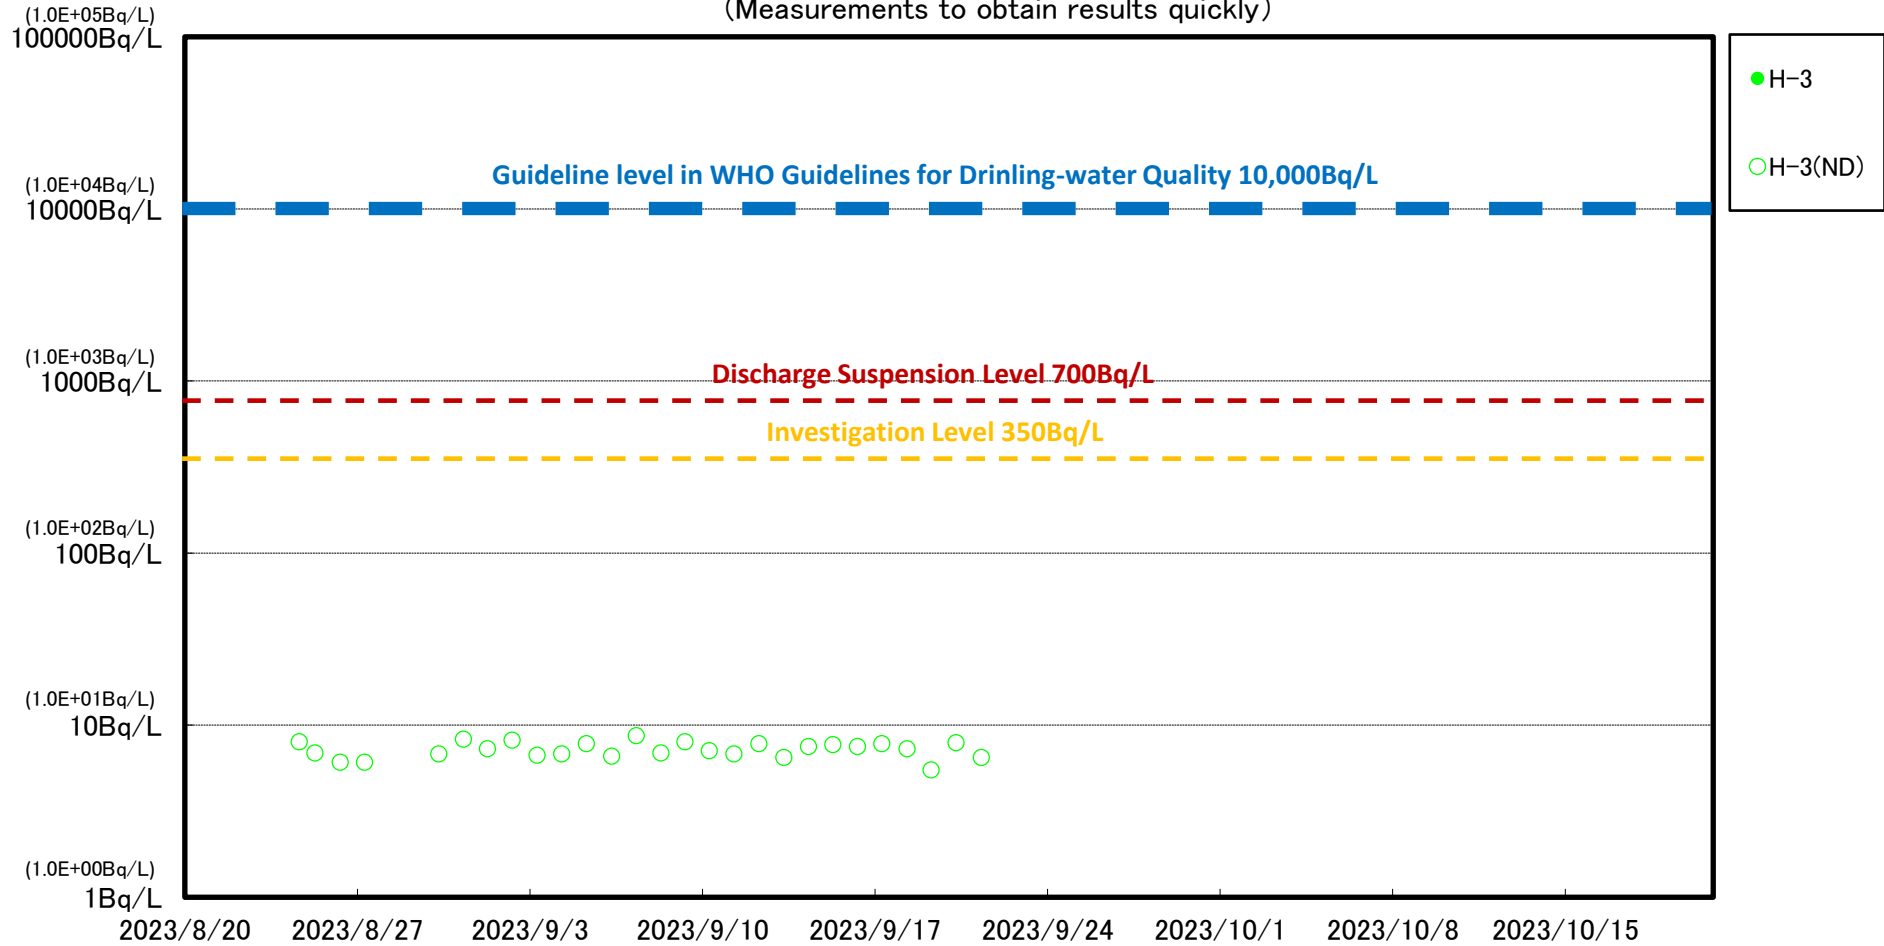 (Measurements to obtain results quickly)
(1.0E+05Bq/L)
100000Bq/L
H-3
H-3(ND)
Guideline level in WHO Guidelines for Drinling-water Quality 10,000Bq/L
(1.0E+04Bq/L)
10000Bq/L
(1.0E+03Bq/L)
1000Bq/L
Discharge Suspension Level 700Bq/L
Investigation Level 350Bq/L
(1.0E+02Bq/L)
100Bq/L
(1.0E+01Bq/L)
10Bq/L
(1.0E+00Bq/L)
1Bq/L
2023/8/20 2023/8/27 2023/9/3 2023/9/10 2023/9/17 2023/9/24 2023/10/1 2023/10/8 2023/10/15